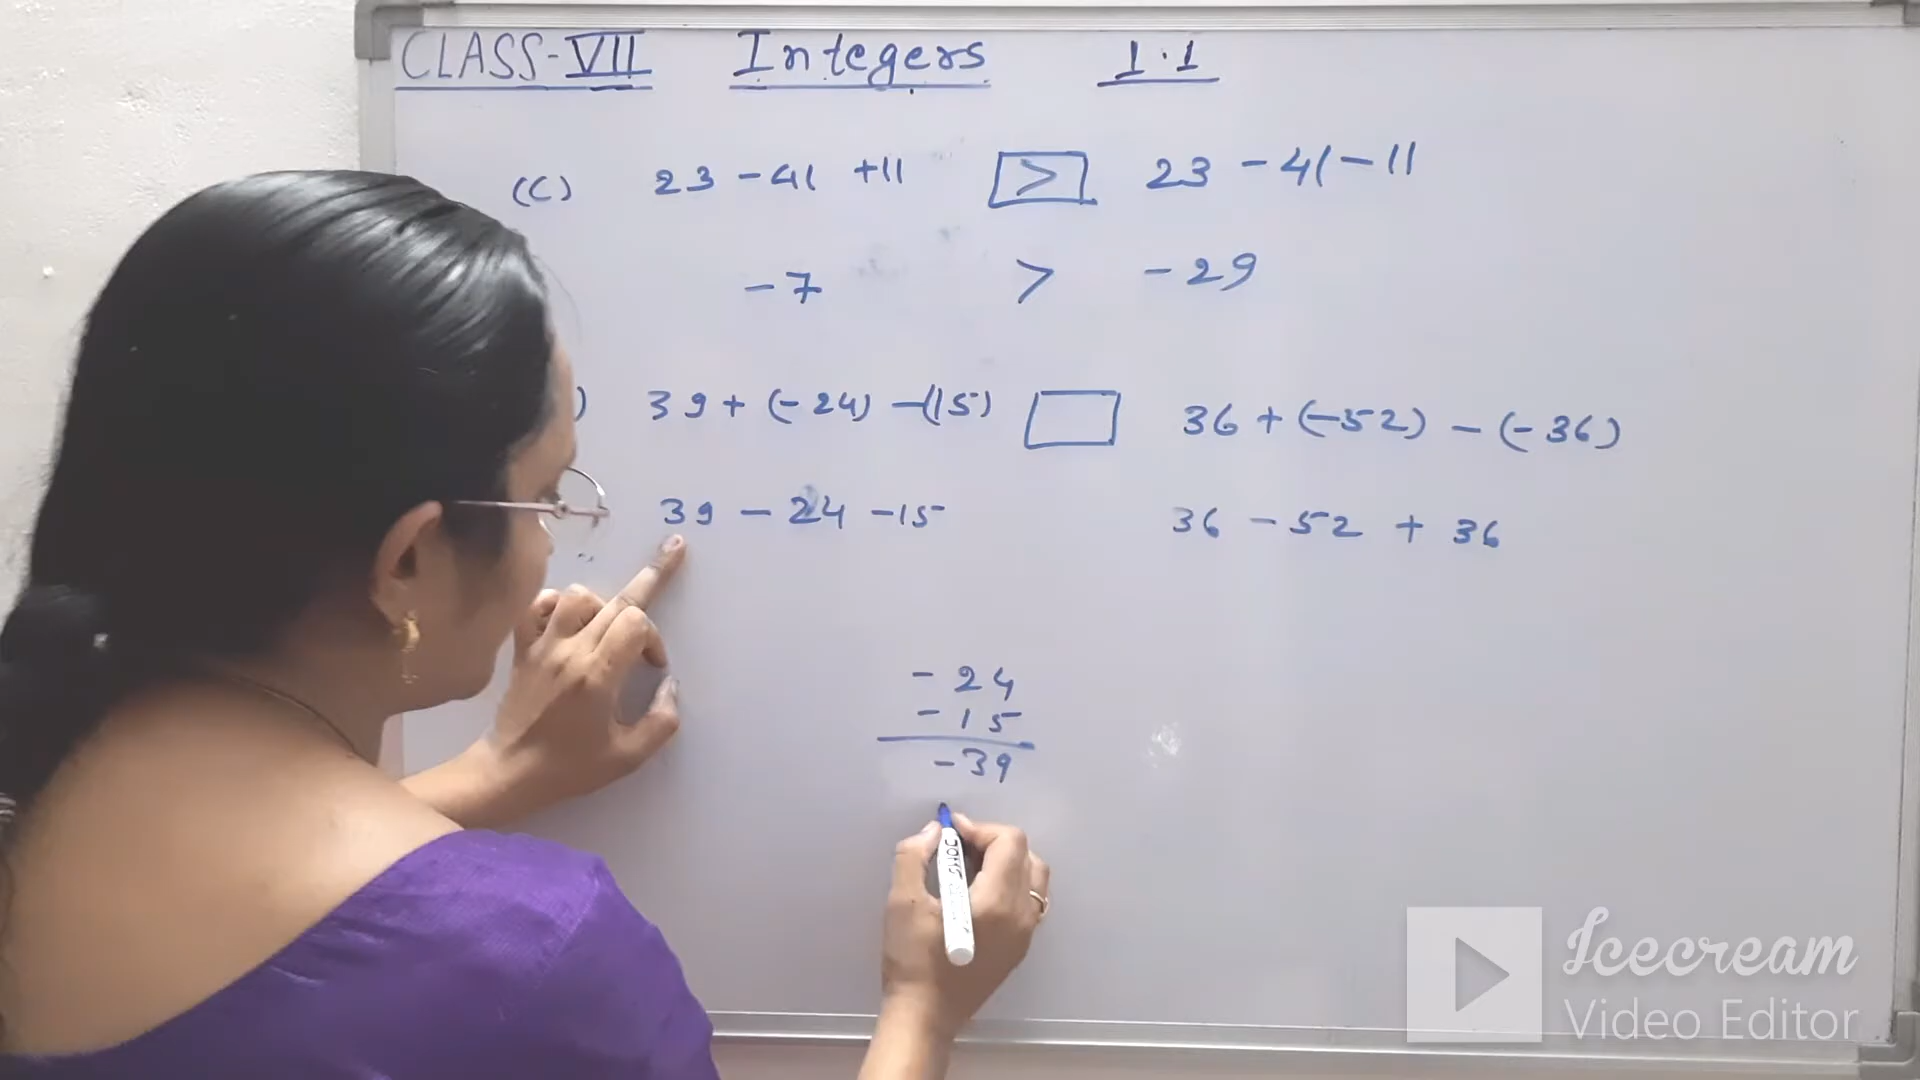 CLASS-VII Integers 1.1
(C) 23 - 41 + 11 > 23 - 41 - 11
- 7 > - 29
) 39 + (- 24) - (15) 36 + (- 52) - (- 36)
39 - 24 - 15 36 - 52 + 36
- 24
- 15
- 39
DOMS
Icecream
Video Editor